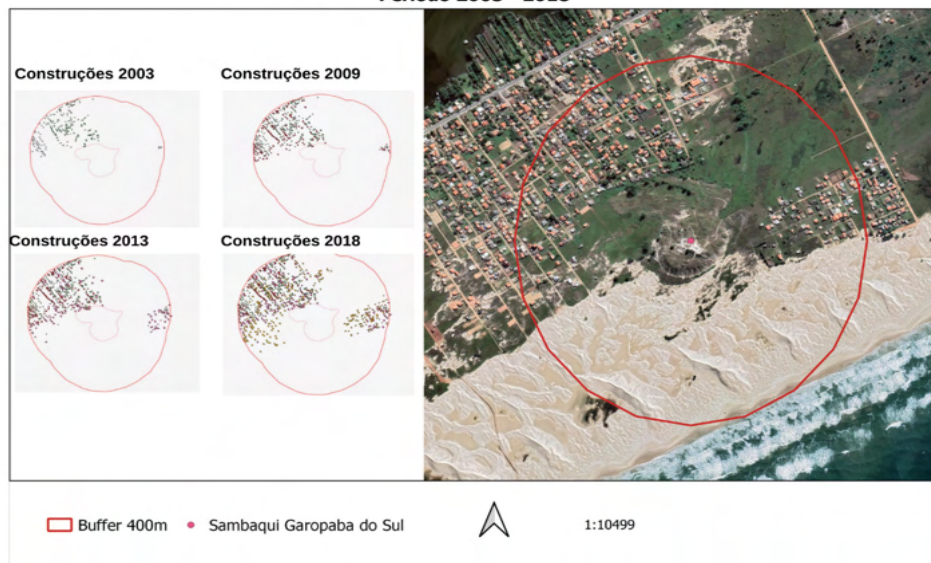 Construções 2003
Construções 2009
Construções 2013
Construções 2018
Buffer 400m
Sambaqui Garopaba do Sul
1:10499